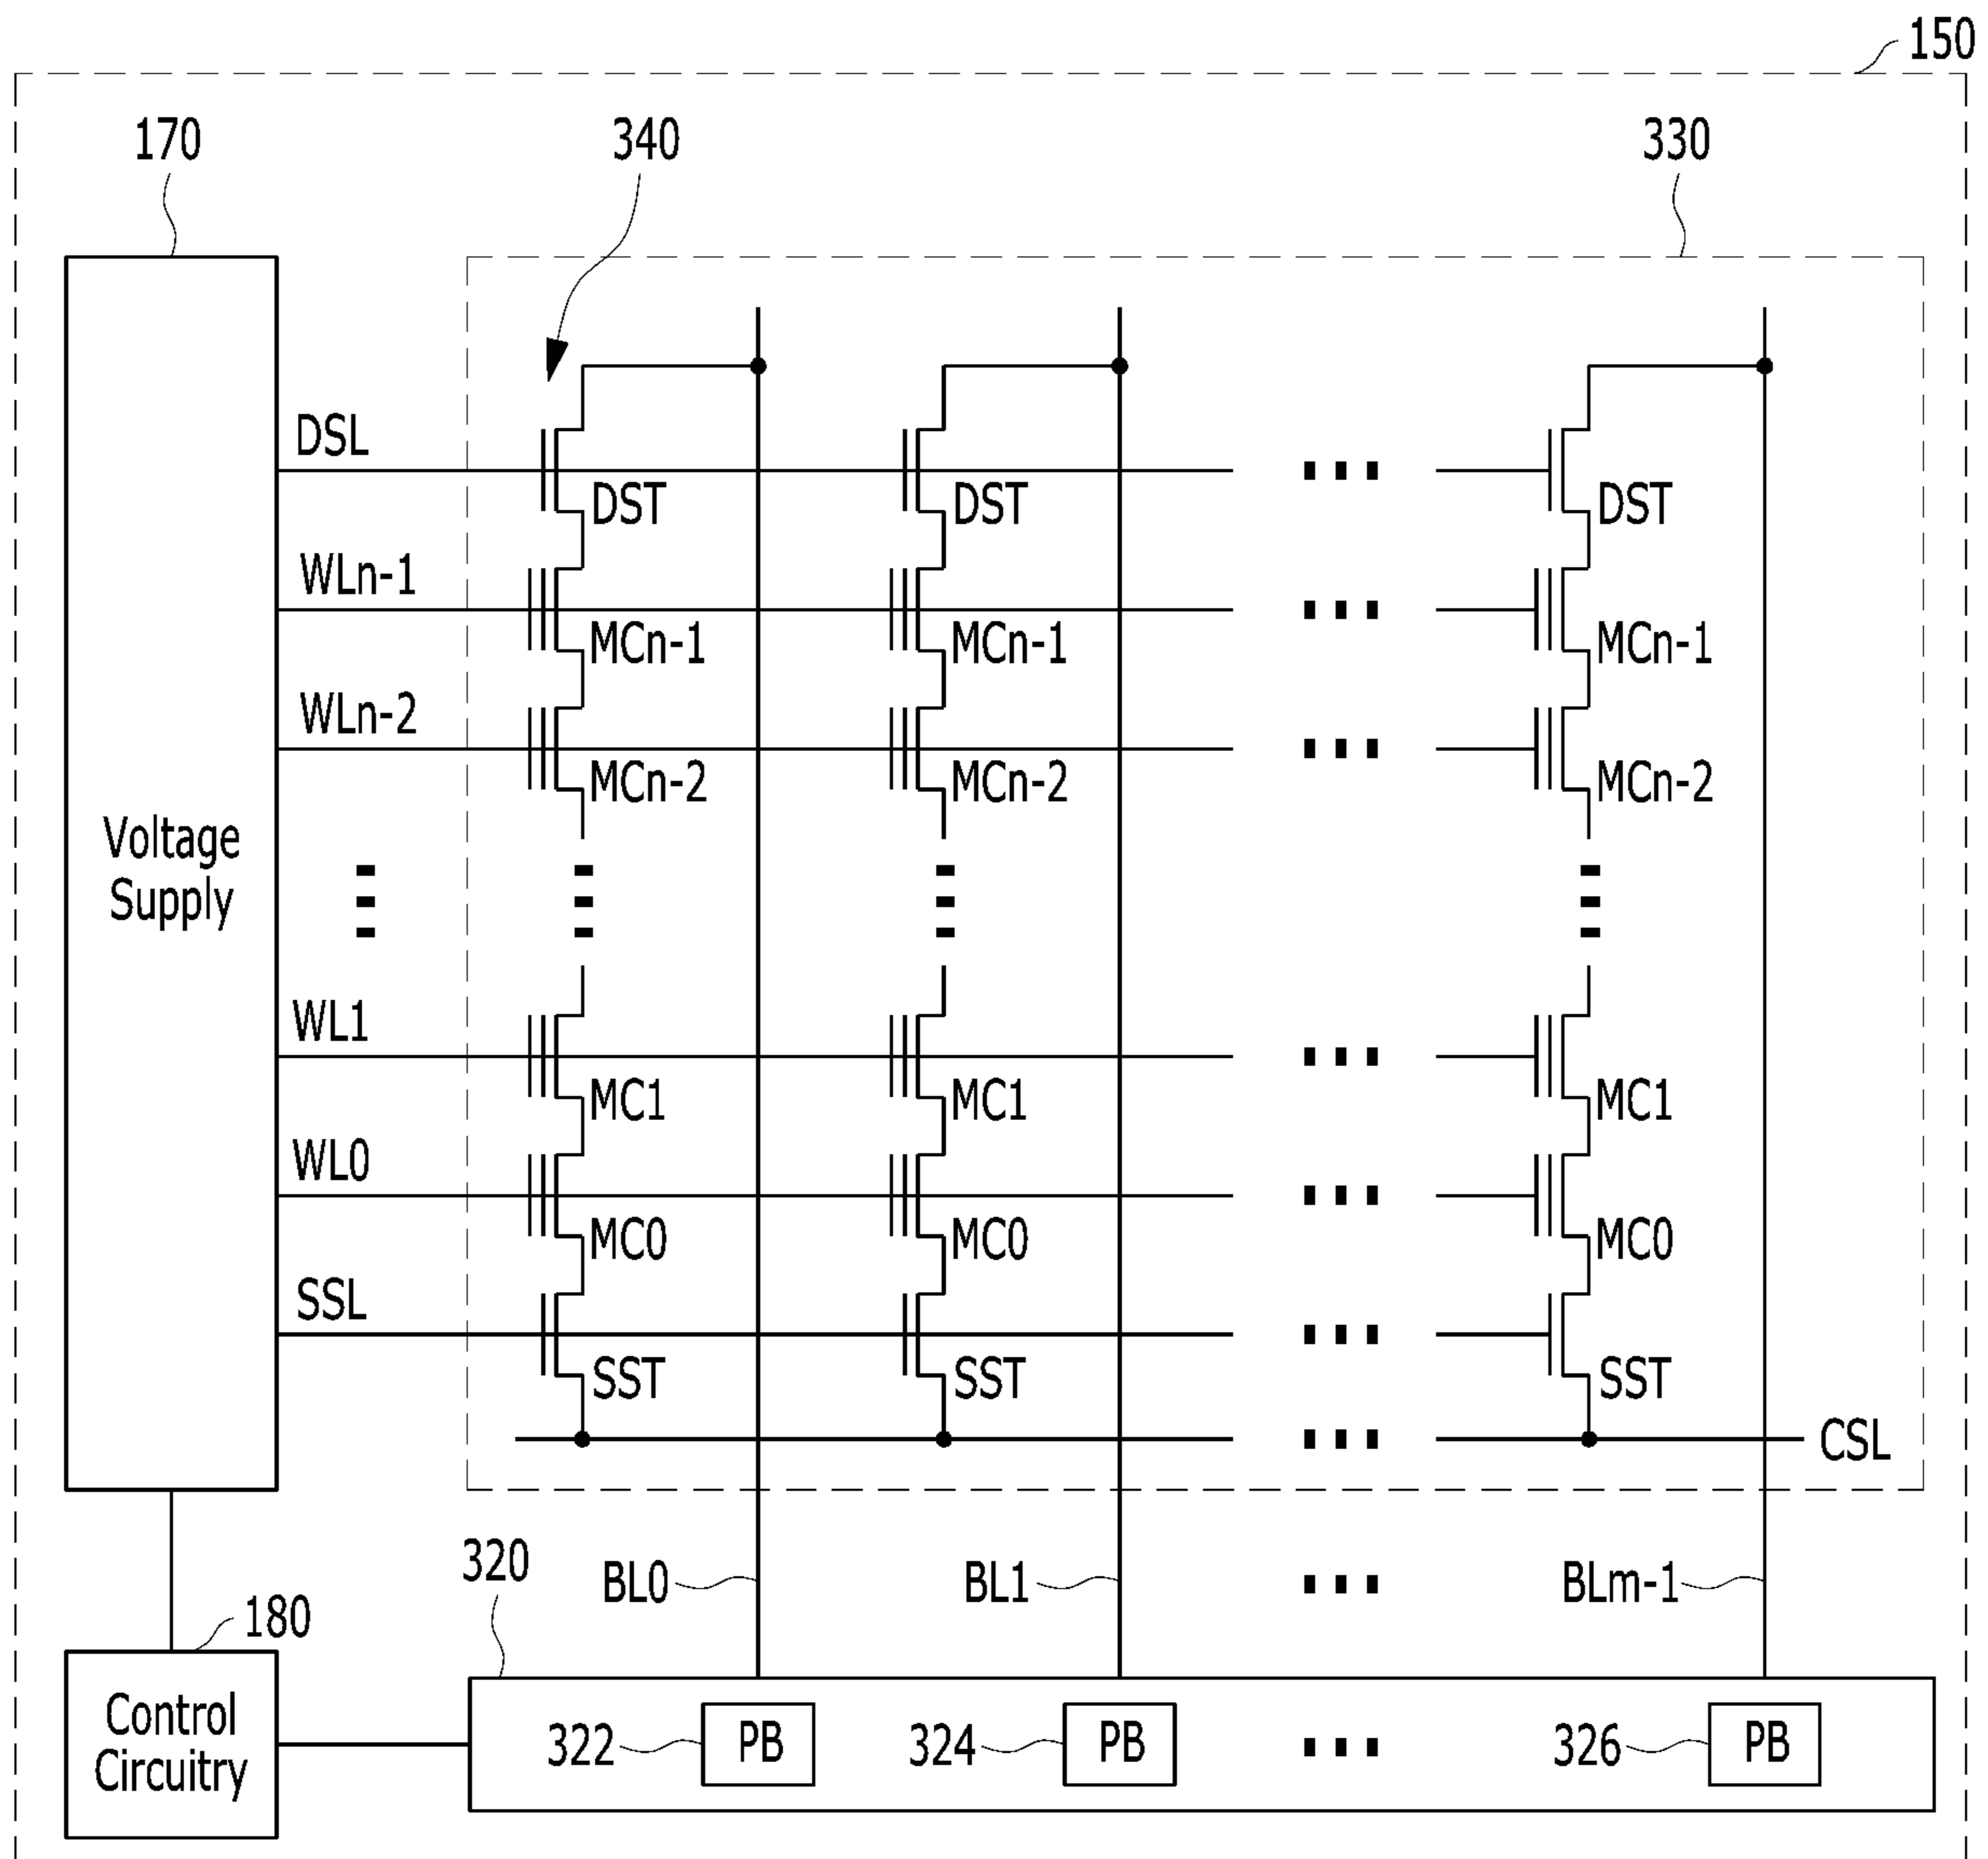 150
170
340
330
DSL
DST DST DST
WLn-1
MCn-1 MCn-1 MCn-1
WLn-2
MCn-2 MCn-2 MCn-2
Voltage
Supply
WL1
MC1 MC1 MC1
WL0
MC0 MC0 MC0
SSL
SST SST SST
CSL
320
BL0 BL1 BLm-1
180
Control
Circuitry
322 PB 324 PB 326 PB